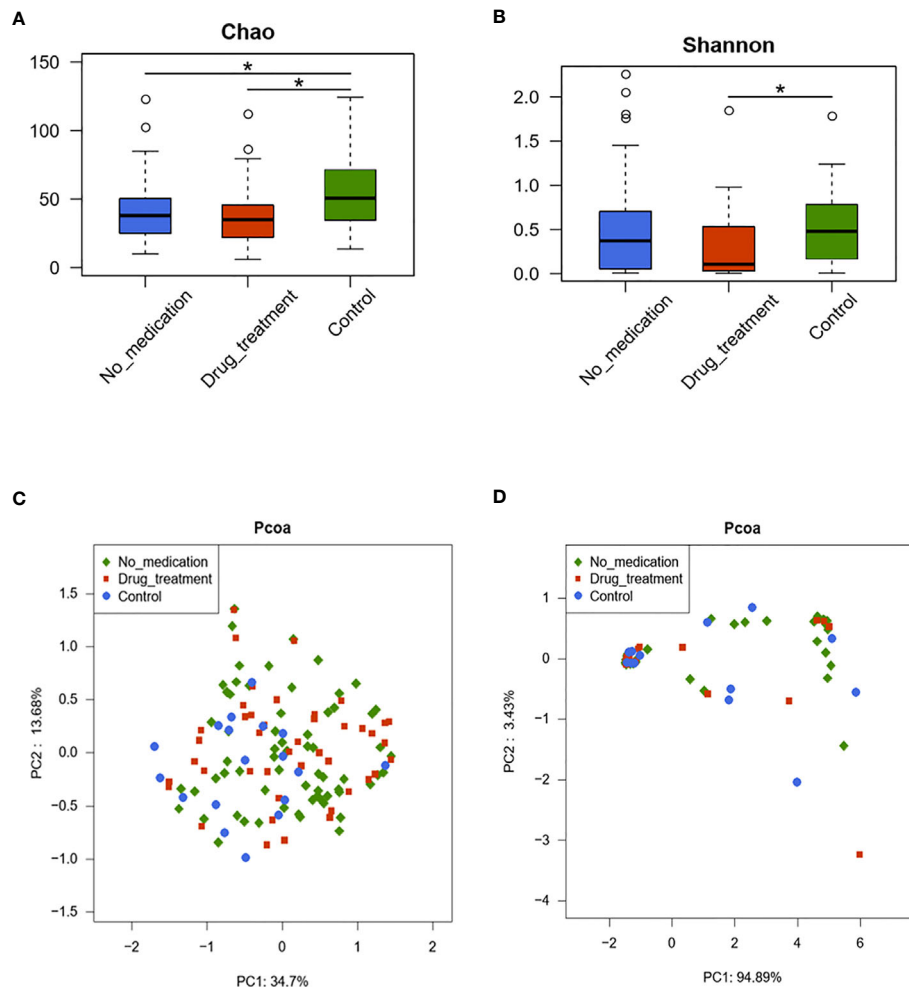 A
Chao
150
100
50
0
*
*
No_medication
Drug_treatment
Control
B
Shannon
2.0
1.5
1.0
0.5
0.0
*
No_medication
Drug_treatment
Control
C
Pcoa
No_medication
Drug_treatment
Control
1.5
1.0
0.5
0.0
−0.5
−1.0
−1.5
PC2 : 13.68%
−2 −1 0 1 2
PC1: 34.7%
D
Pcoa
No_medication
Drug_treatment
Control
1
0
−1
−2
−3
−4
PC2 : 3.43%
−2 0 2 4 6
PC1: 94.89%